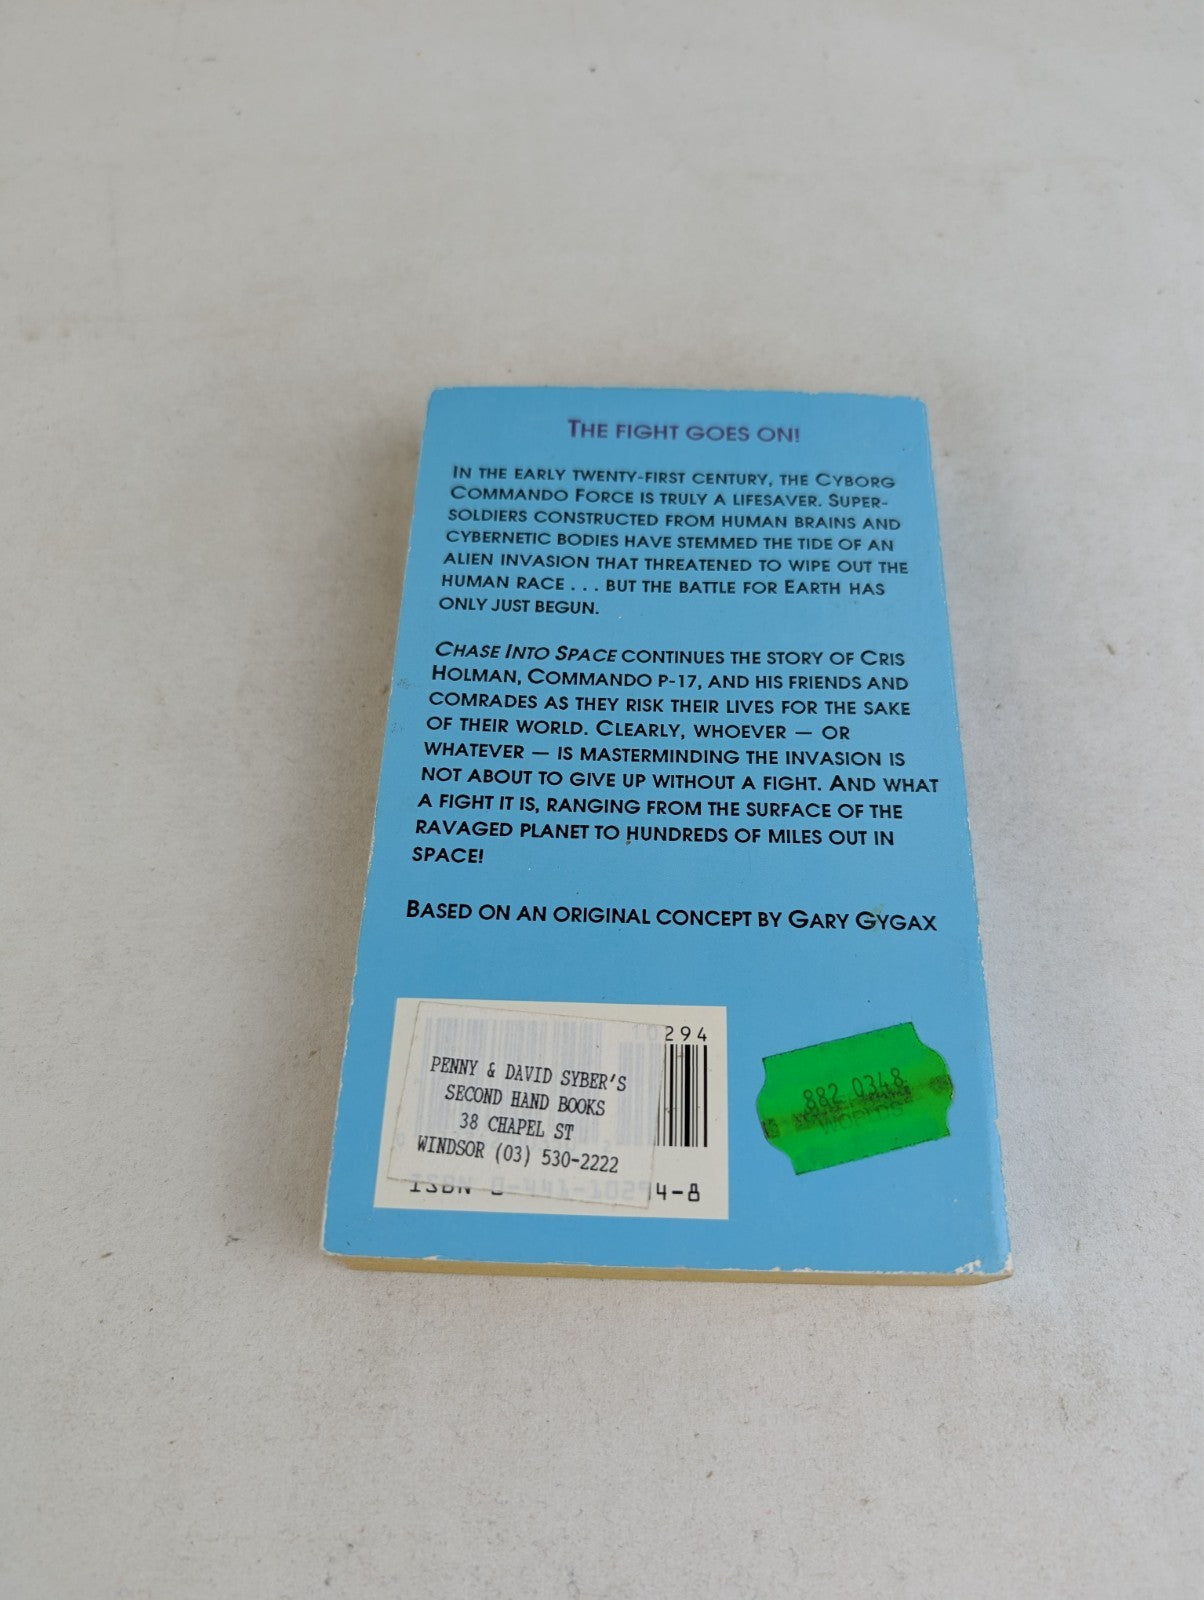 THE FIGHT GOES ON!
IN THE EARLY TWENTY-FIRST CENTURY, THE CYBORG
COMMANDO FORCE IS TRULY A LIFESAVER. SUPER-
SOLDIERS CONSTRUCTED FROM HUMAN BRAINS AND
CYBERNETIC BODIES HAVE STEMMED THE TIDE OF AN
ALIEN INVASION THAT THREATENED TO WIPE OUT THE
HUMAN RACE . . . BUT THE BATTLE FOR EARTH HAS
ONLY JUST BEGUN.
CHASE INTO SPACE CONTINUES THE STORY OF CRIS
HOLMAN, COMMANDO P-17, AND HIS FRIENDS AND
COMRADES AS THEY RISK THEIR LIVES FOR THE SAKE
OF THEIR WORLD. CLEARLY, WHOEVER — OR
WHATEVER — IS MASTERMINDING THE INVASION IS
NOT ABOUT TO GIVE UP WITHOUT A FIGHT. AND WHAT
A FIGHT IT IS, RANGING FROM THE SURFACE OF THE
RAVAGED PLANET TO HUNDREDS OF MILES OUT IN
SPACE!
BASED ON AN ORIGINAL CONCEPT BY GARY GYGAX
10294
PENNY & DAVID SYBER'S
SECOND HAND BOOKS
38 CHAPEL ST
WINDSOR (03) 530-2222
ISBN 0-441-10294-8
882 0348
WORLDS